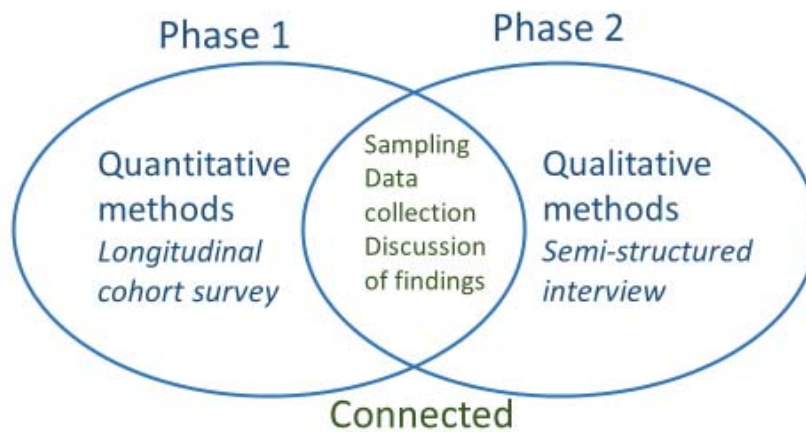 Phase 1
Phase 2
Quantitative
methods
Longitudinal
cohort survey
Sampling
Data
collection
Discussion
of findings
Qualitative
methods
Semi-structured
interview
Connected